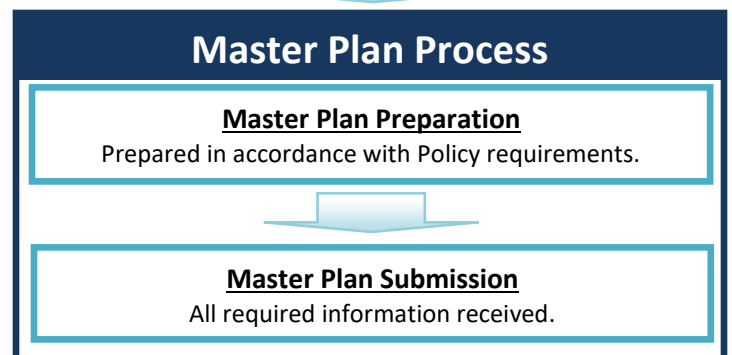 Master Plan Process
Master Plan Preparation
Prepared in accordance with Policy requirements.
Master Plan Submission
All required information received.